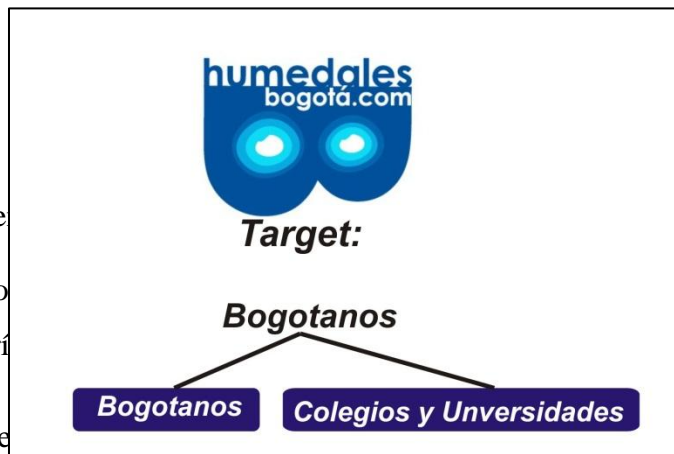 humedales
bogotá.com
Target:
Bogotanos
Bogotanos
Colegios y Unversidades